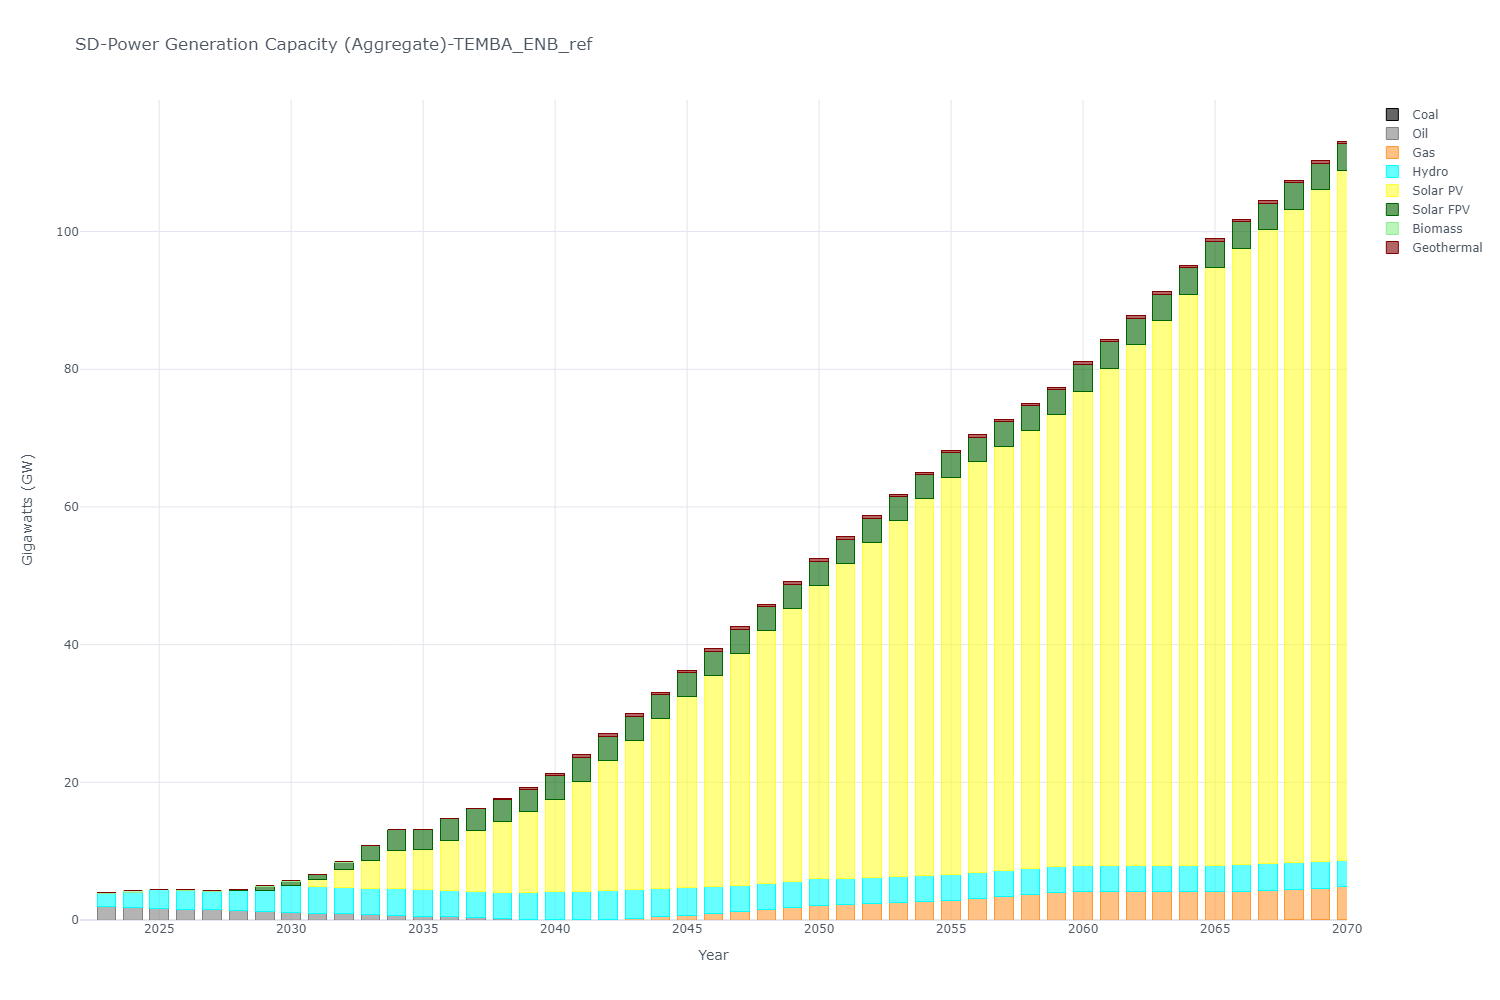 SD-Power Generation Capacity (Aggregate)-TEMBA_ENB_ref
Coal
Oil
Gas
Hydro
Solar PV
Solar FPV
Biomass
Geothermal
100
80
60
40
20
0
Gigawatts (GW)
2025
2030
2035
2040
2045
2050
2055
2060
2065
2070
Year